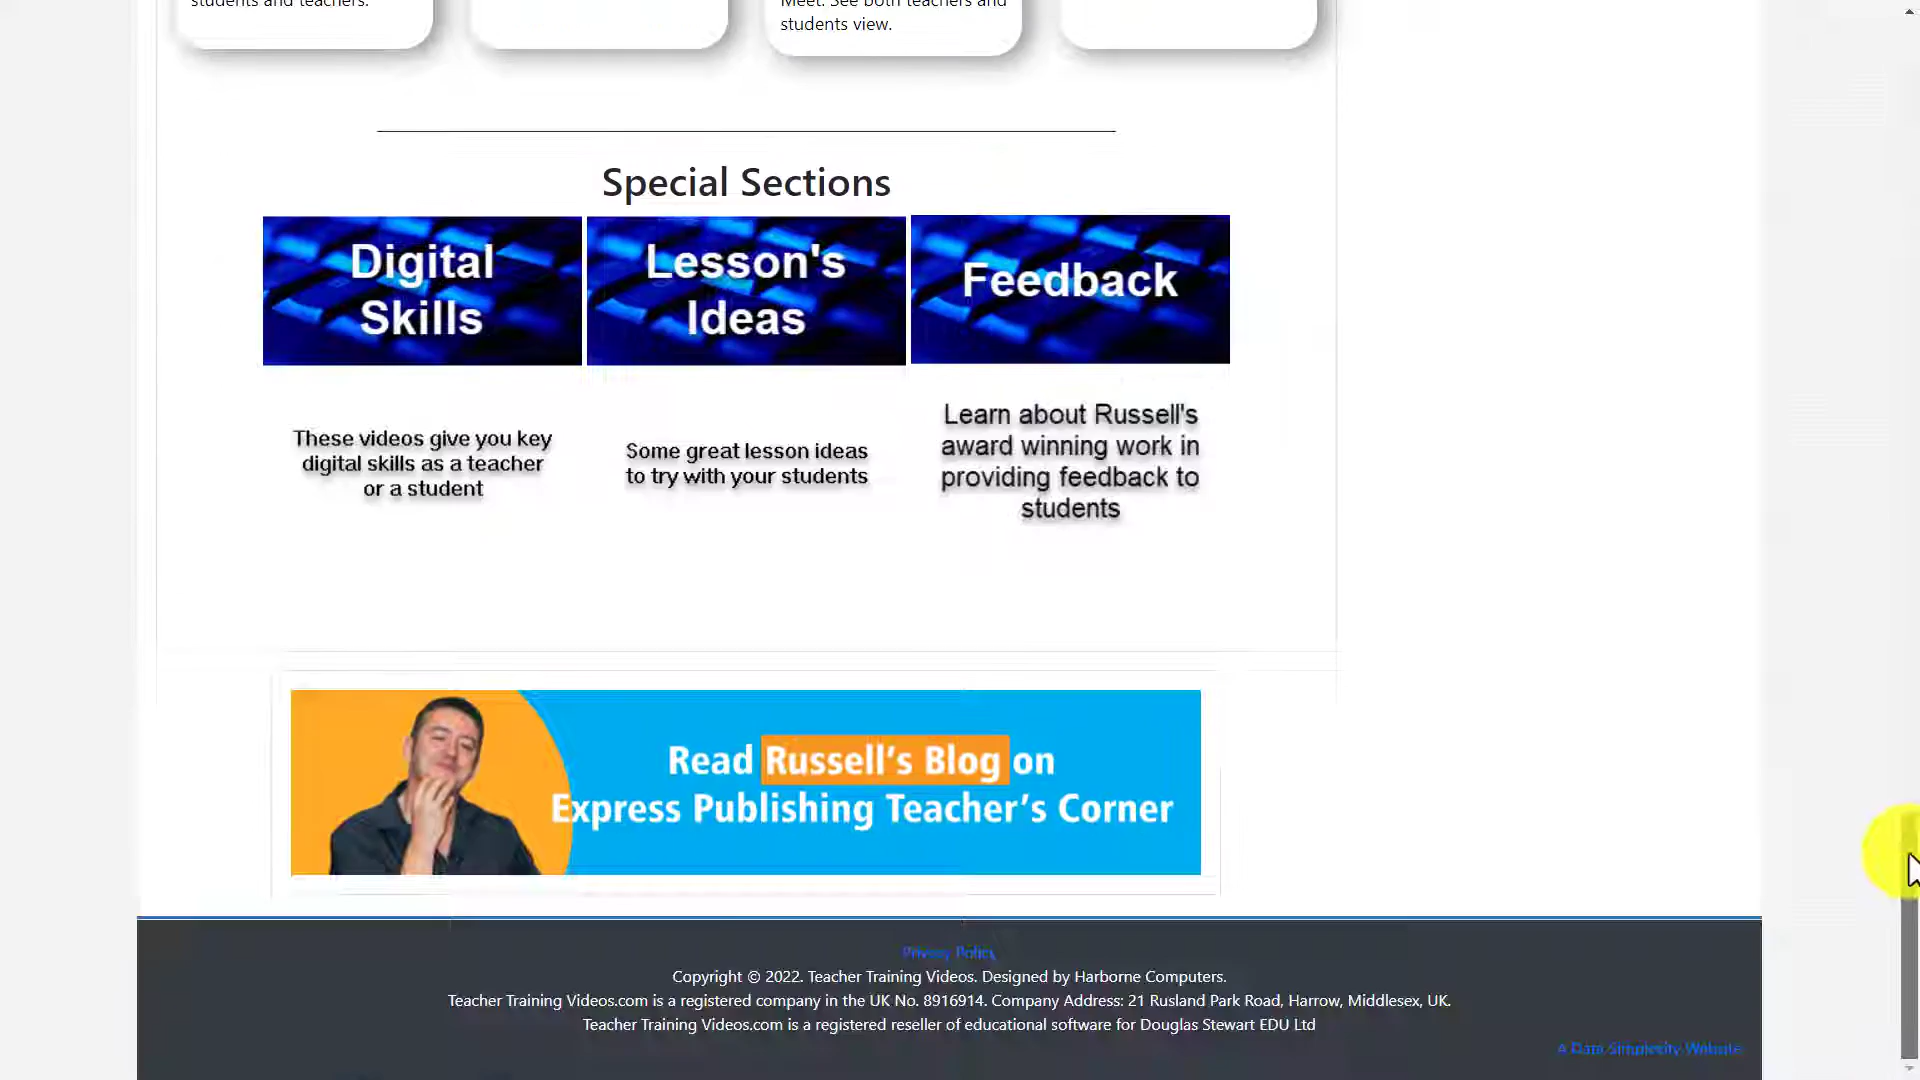 students and teachers.
Meet. See both teachers and
students view.
Special Sections
Digital
Skills
Lesson's
Ideas
Feedback
These videos give you key
digital skills as a teacher
or a student
Some great lesson ideas
to try with your students
Learn about Russell's
award winning work in
providing feedback to
students
Read Russell's Blog on
Express Publishing Teacher's Corner
Privacy Policy
Copyright © 2022. Teacher Training Videos. Designed by Harborne Computers.
Teacher Training Videos.com is a registered company in the UK No. 8916914. Company Address: 21 Rusland Park Road, Harrow, Middlesex, UK.
Teacher Training Videos.com is a registered reseller of educational software for Douglas Stewart EDU Ltd
A Data Simplexity Website